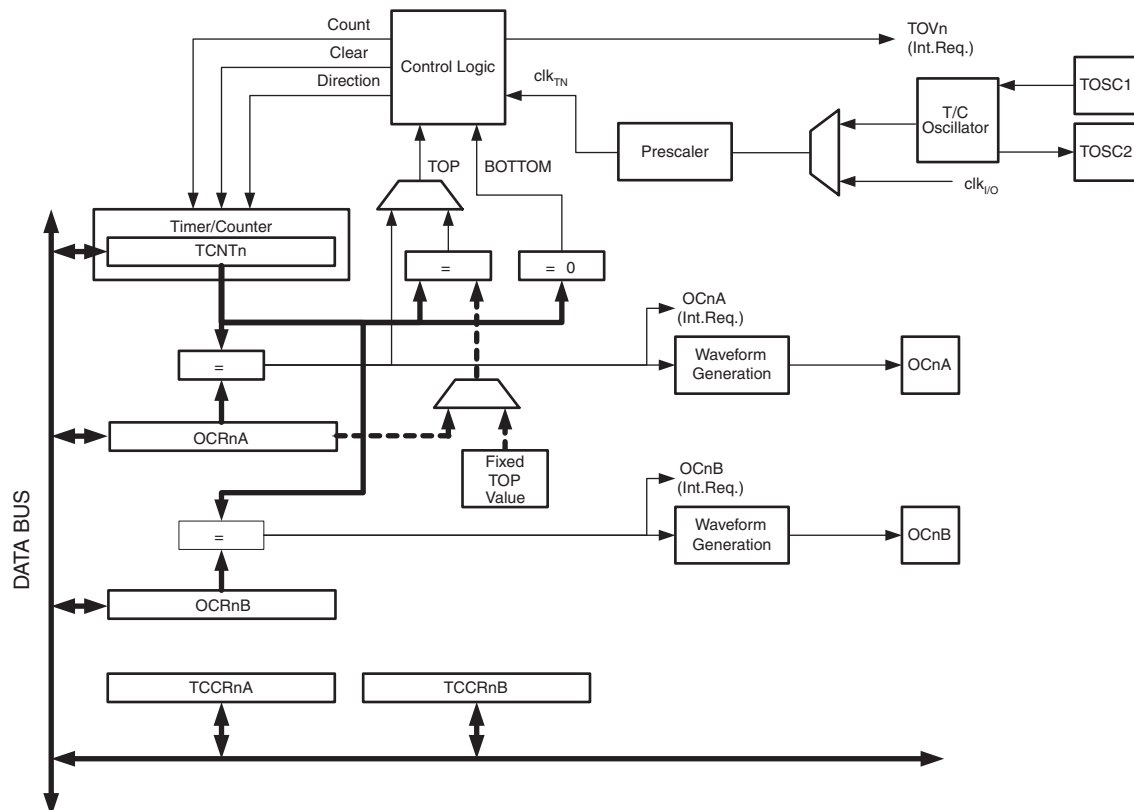 Count
Clear
Direction
Control Logic
TOVn
(Int.Req.)
clkTN
TOSC1
T/C
Oscillator
Prescaler
TOSC2
clkI/O
TOP
BOTTOM
Timer/Counter
TCNTn
=
= 0
OCnA
(Int.Req.)
=
Waveform
Generation
OCnA
OCRnA
Fixed
TOP
Value
OCnB
(Int.Req.)
=
Waveform
Generation
OCnB
DATA BUS
OCRnB
TCCRnA
TCCRnB